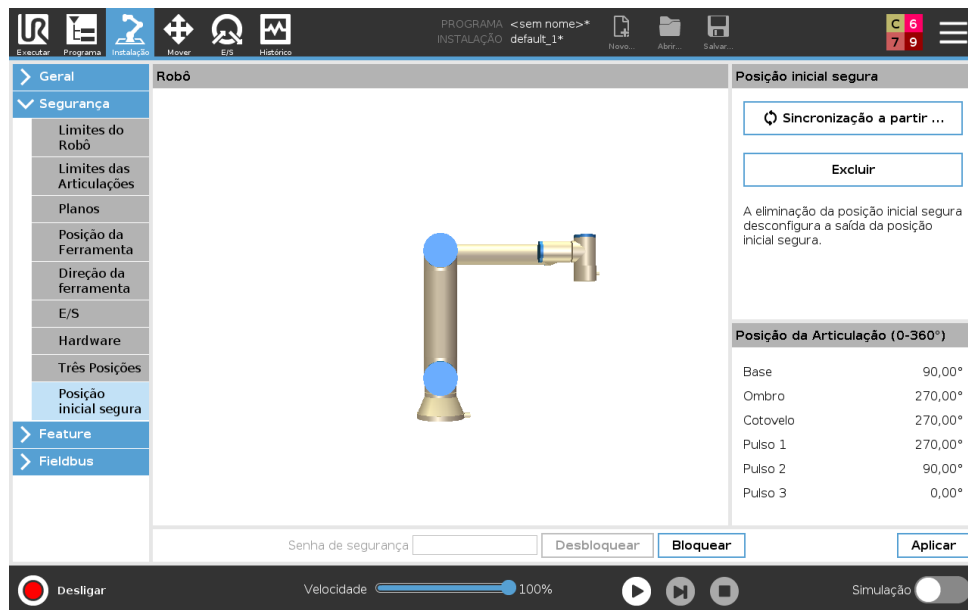 PROGRAMA <sem nome>*
INSTALAÇÃO default_1*
Executar Programa Instalação Mover E/S Histórico Novo... Abrir... Salvar...
C 6
7 9
Geral
Segurança
Limites do
Robô
Limites das
Articulações
Planos
Posição da
Ferramenta
Direção da
ferramenta
E/S
Hardware
Três Posições
Posição
inicial segura
Feature
Fieldbus
Robô
Posição inicial segura
Sincronização a partir ...
Excluir
A eliminação da posição inicial segura
desconfigura a saída da posição
inicial segura.
Posição da Articulação (0-360°)
Base 90,00°
Ombro 270,00°
Cotovelo 270,00°
Pulso 1 270,00°
Pulso 2 90,00°
Pulso 3 0,00°
Senha de segurança Desbloquear Bloquear Aplicar
Desligar Velocidade 100% Simulação